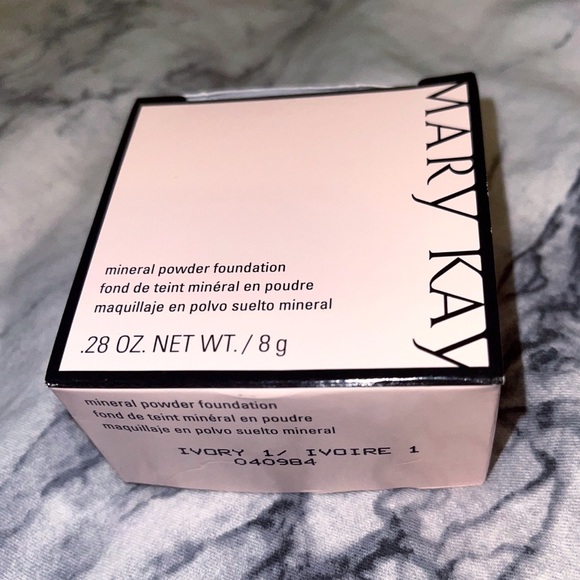 MARY KAY
mineral powder foundation
fond de teint minéral en poudre
maquillaje en polvo suelto mineral
.28 OZ. NET WT. / 8 g
mineral powder foundation
fond de teint minéral en poudre
maquillaje en polvo suelto mineral
IVORY 1/ IVOIRE 1
040984